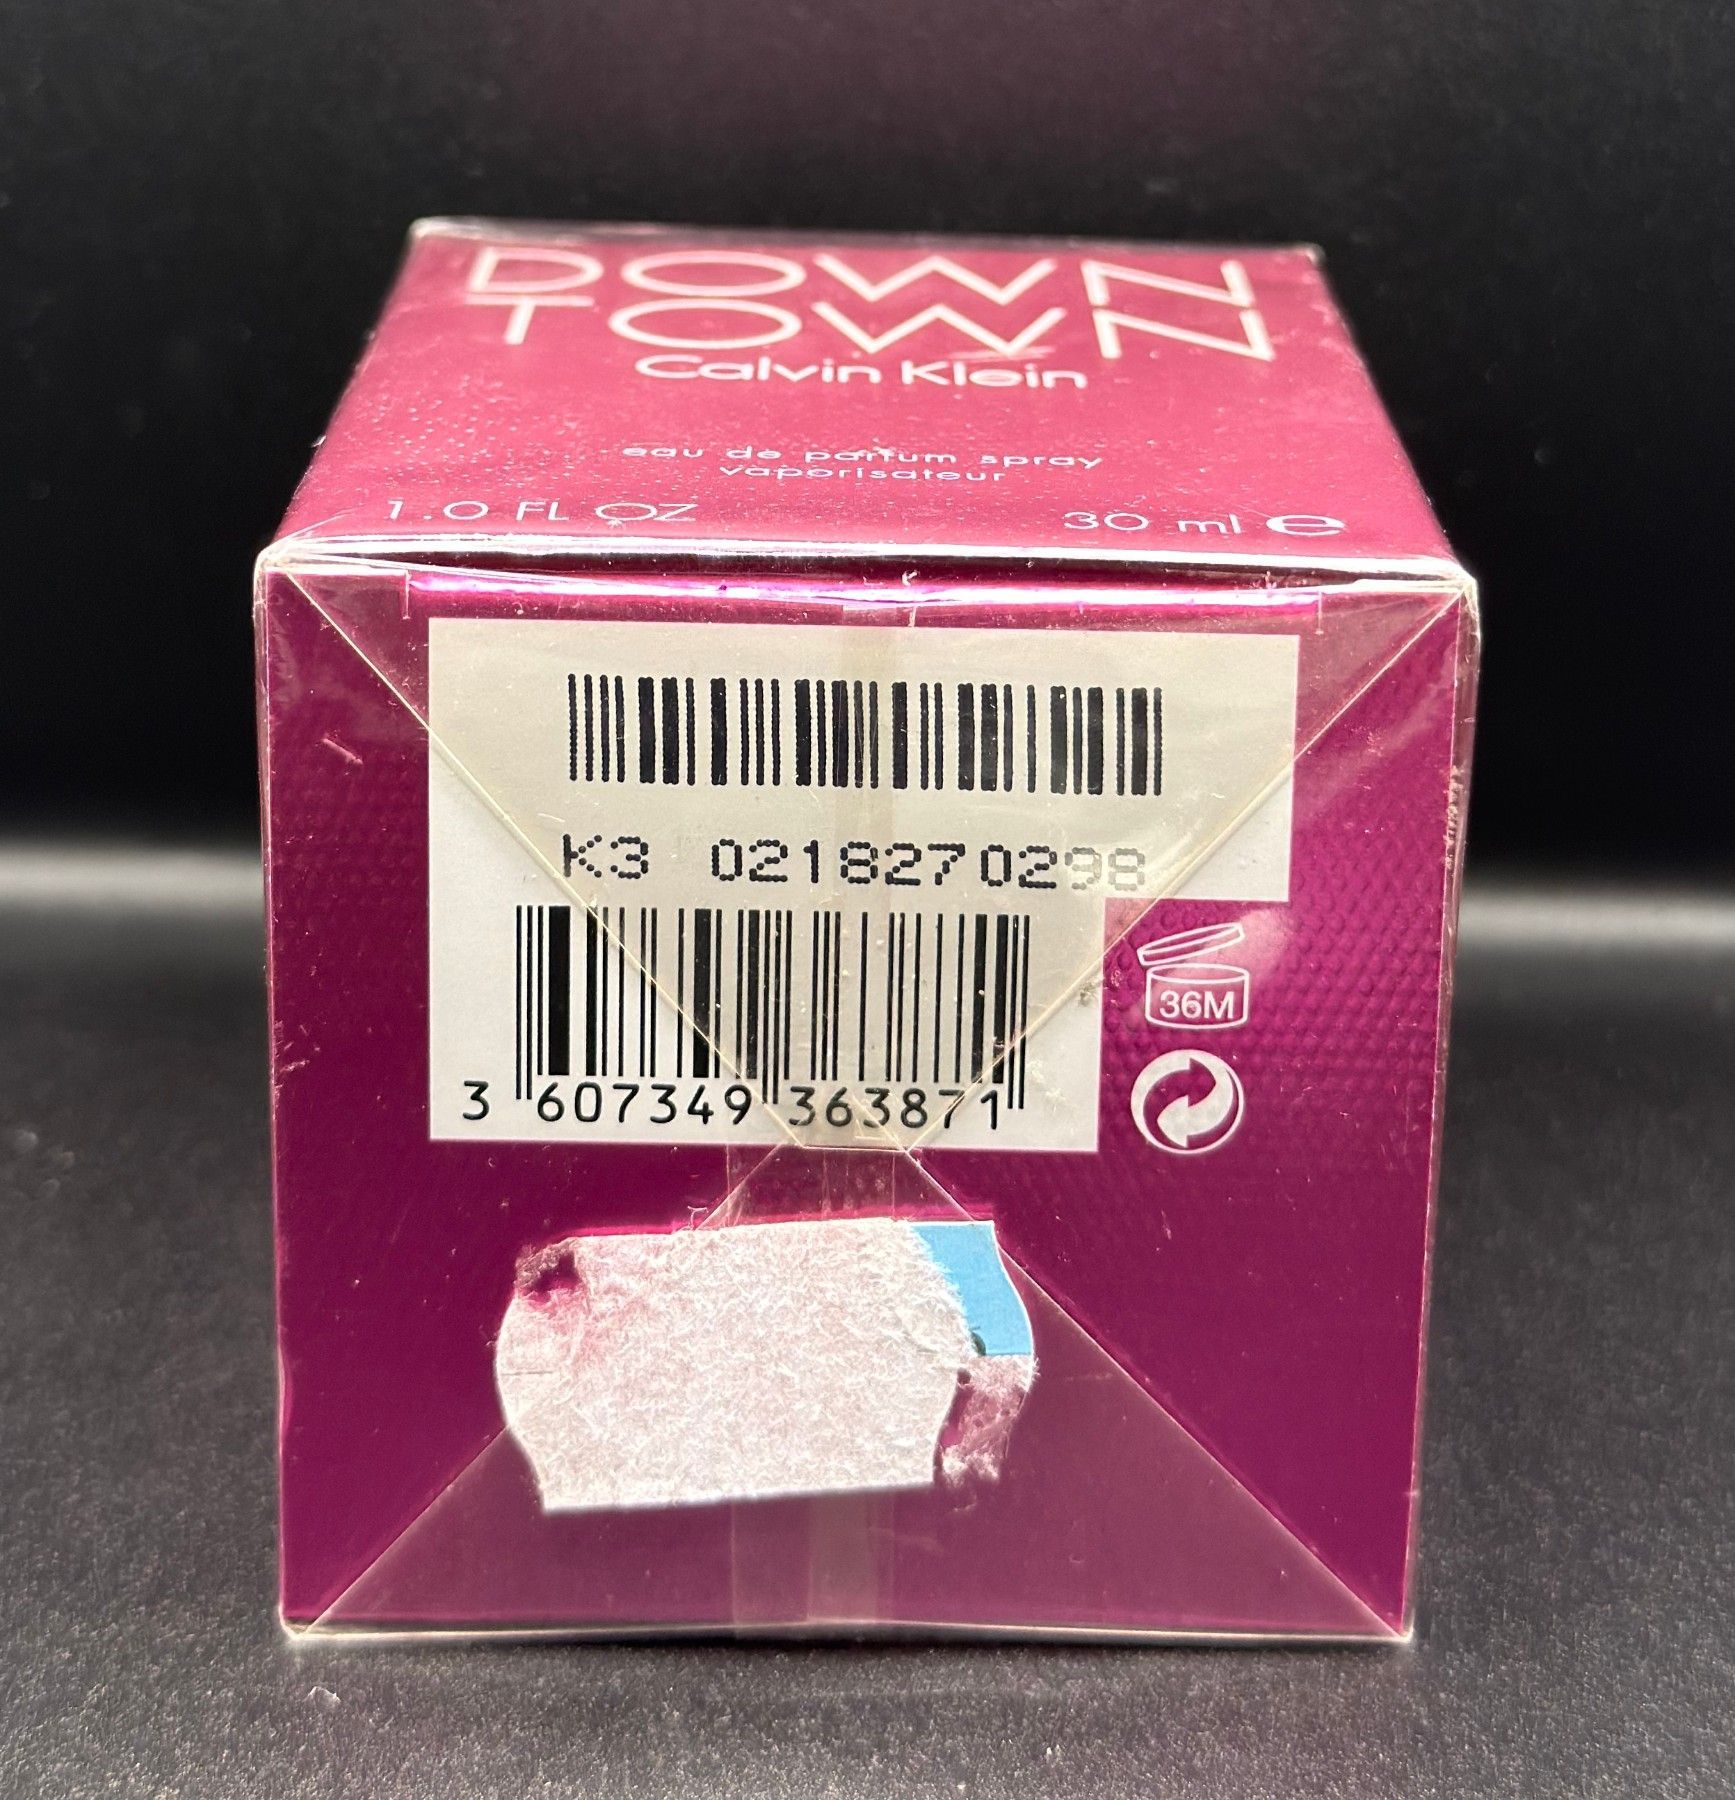 DOWN
TOWN
Calvin Klein
eau de parfum spray
vaporisateur
1.0 FL OZ 30 ml e
K3 0218270298
3 607349 363871
36M